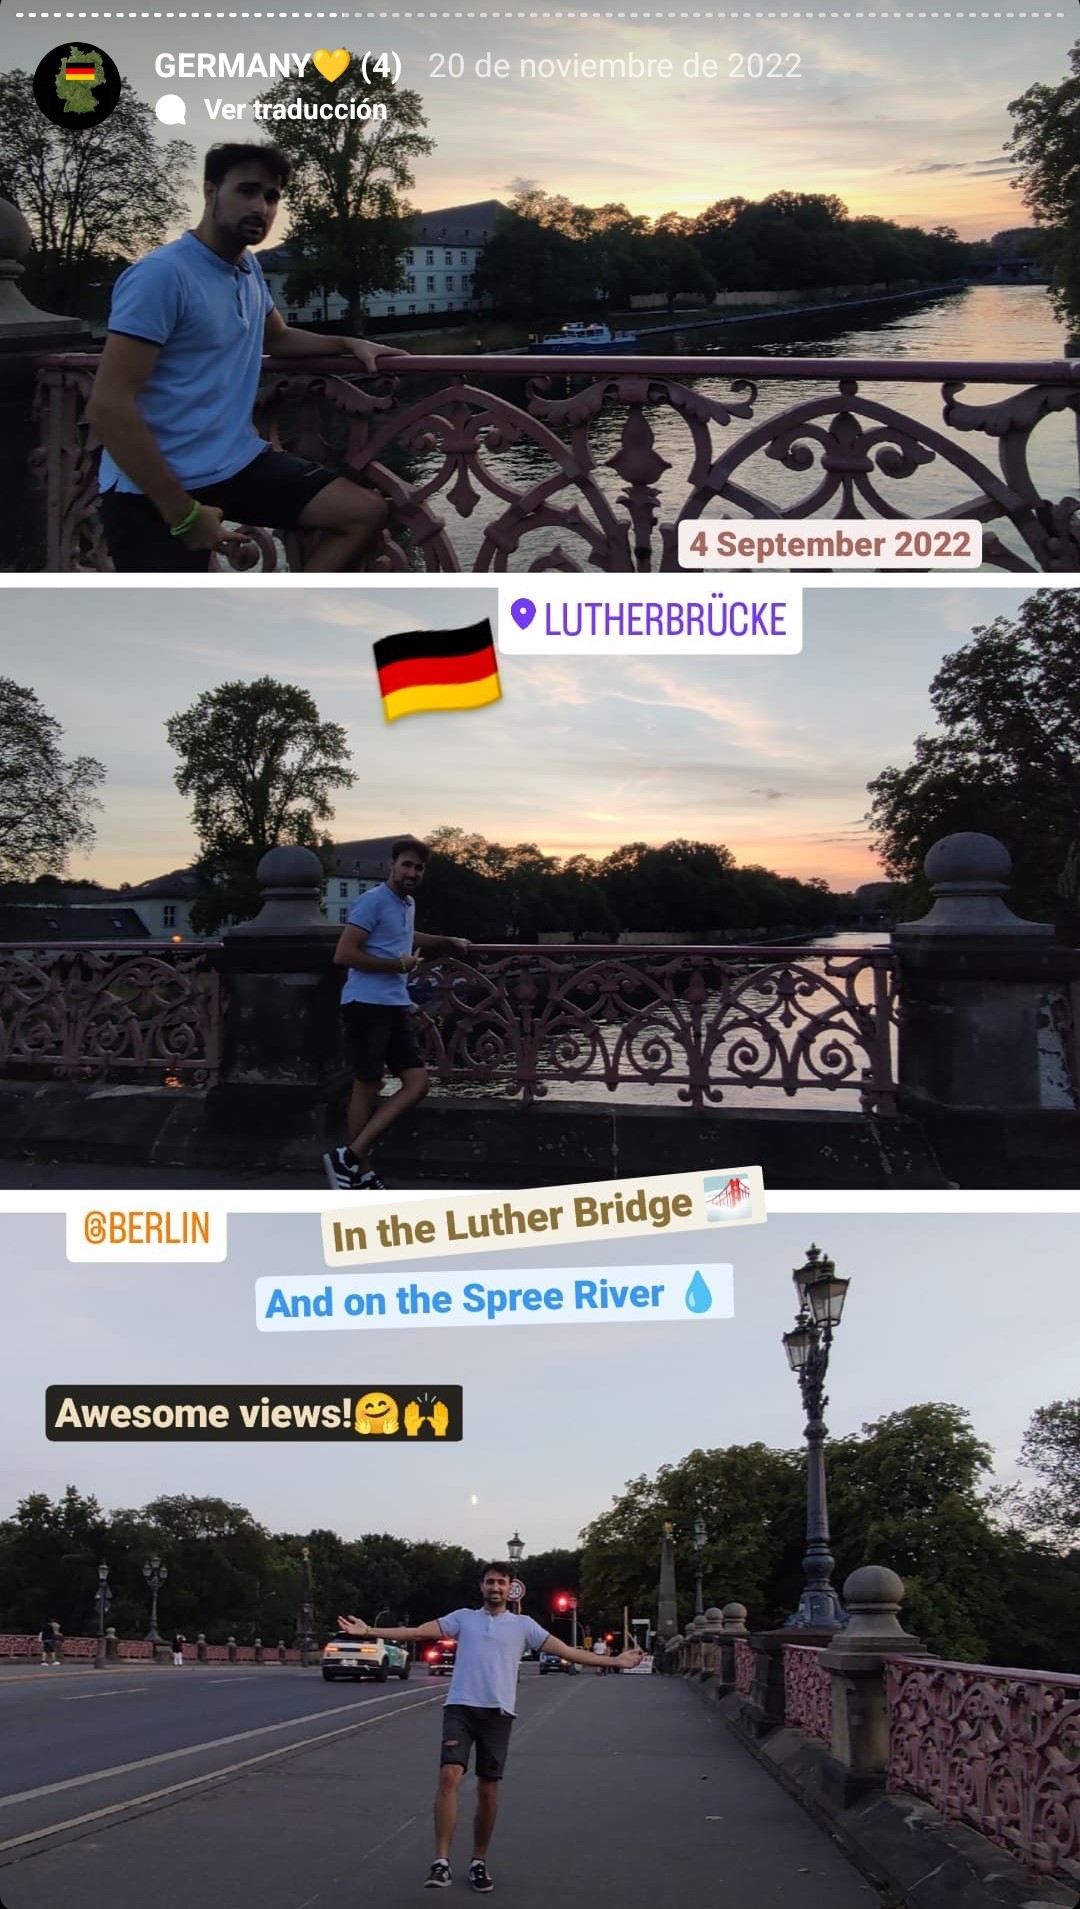 GERMANY💛 (4) 20 de noviembre de 2022
Ver traducción
4 September 2022
LUTHERBRÜCKE
@BERLIN
In the Luther Bridge 🌁
And on the Spree River 💧
Awesome views!🤗🙌
30